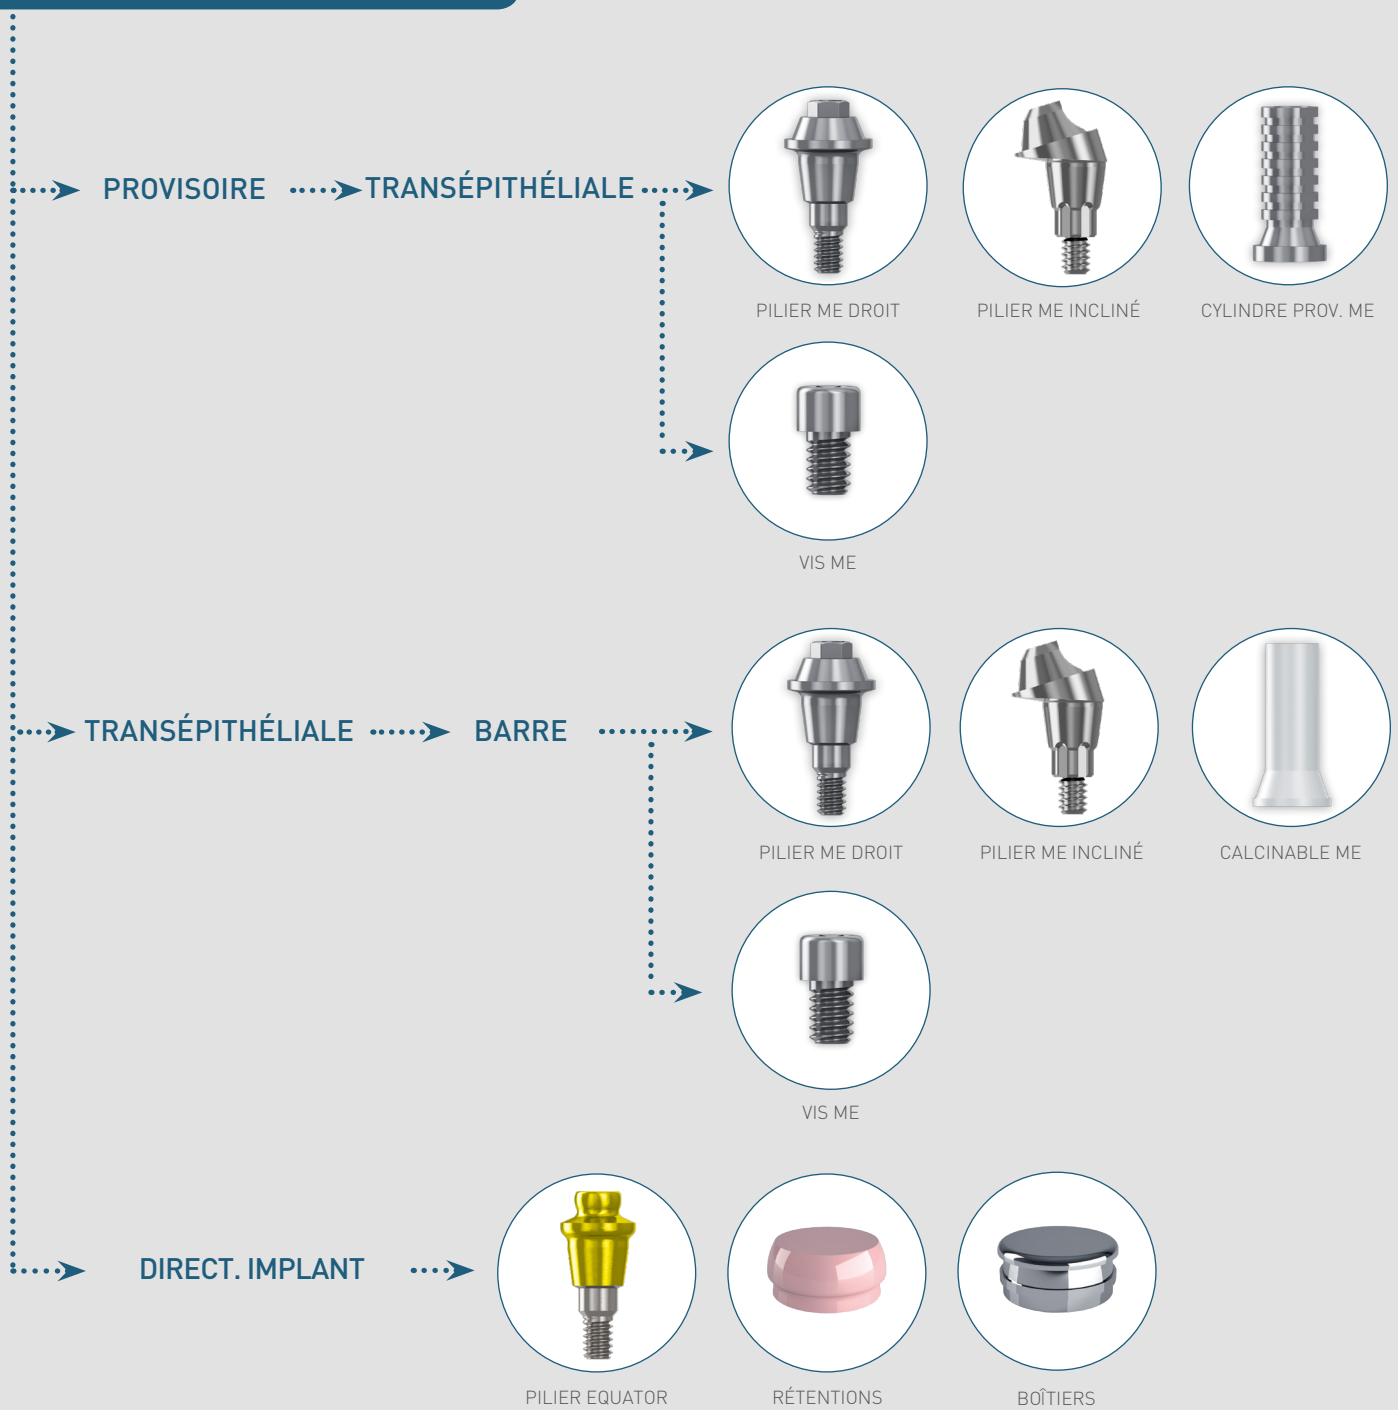 PROVISOIRE
TRANSÉPITHÉLIALE
PILIER ME DROIT
PILIER ME INCLINÉ
CYLINDRE PROV. ME
VIS ME
TRANSÉPITHÉLIALE
BARRE
PILIER ME DROIT
PILIER ME INCLINÉ
CALCINABLE ME
VIS ME
DIRECT. IMPLANT
PILIER EQUATOR
RÉTENTIONS
BOÎTIERS